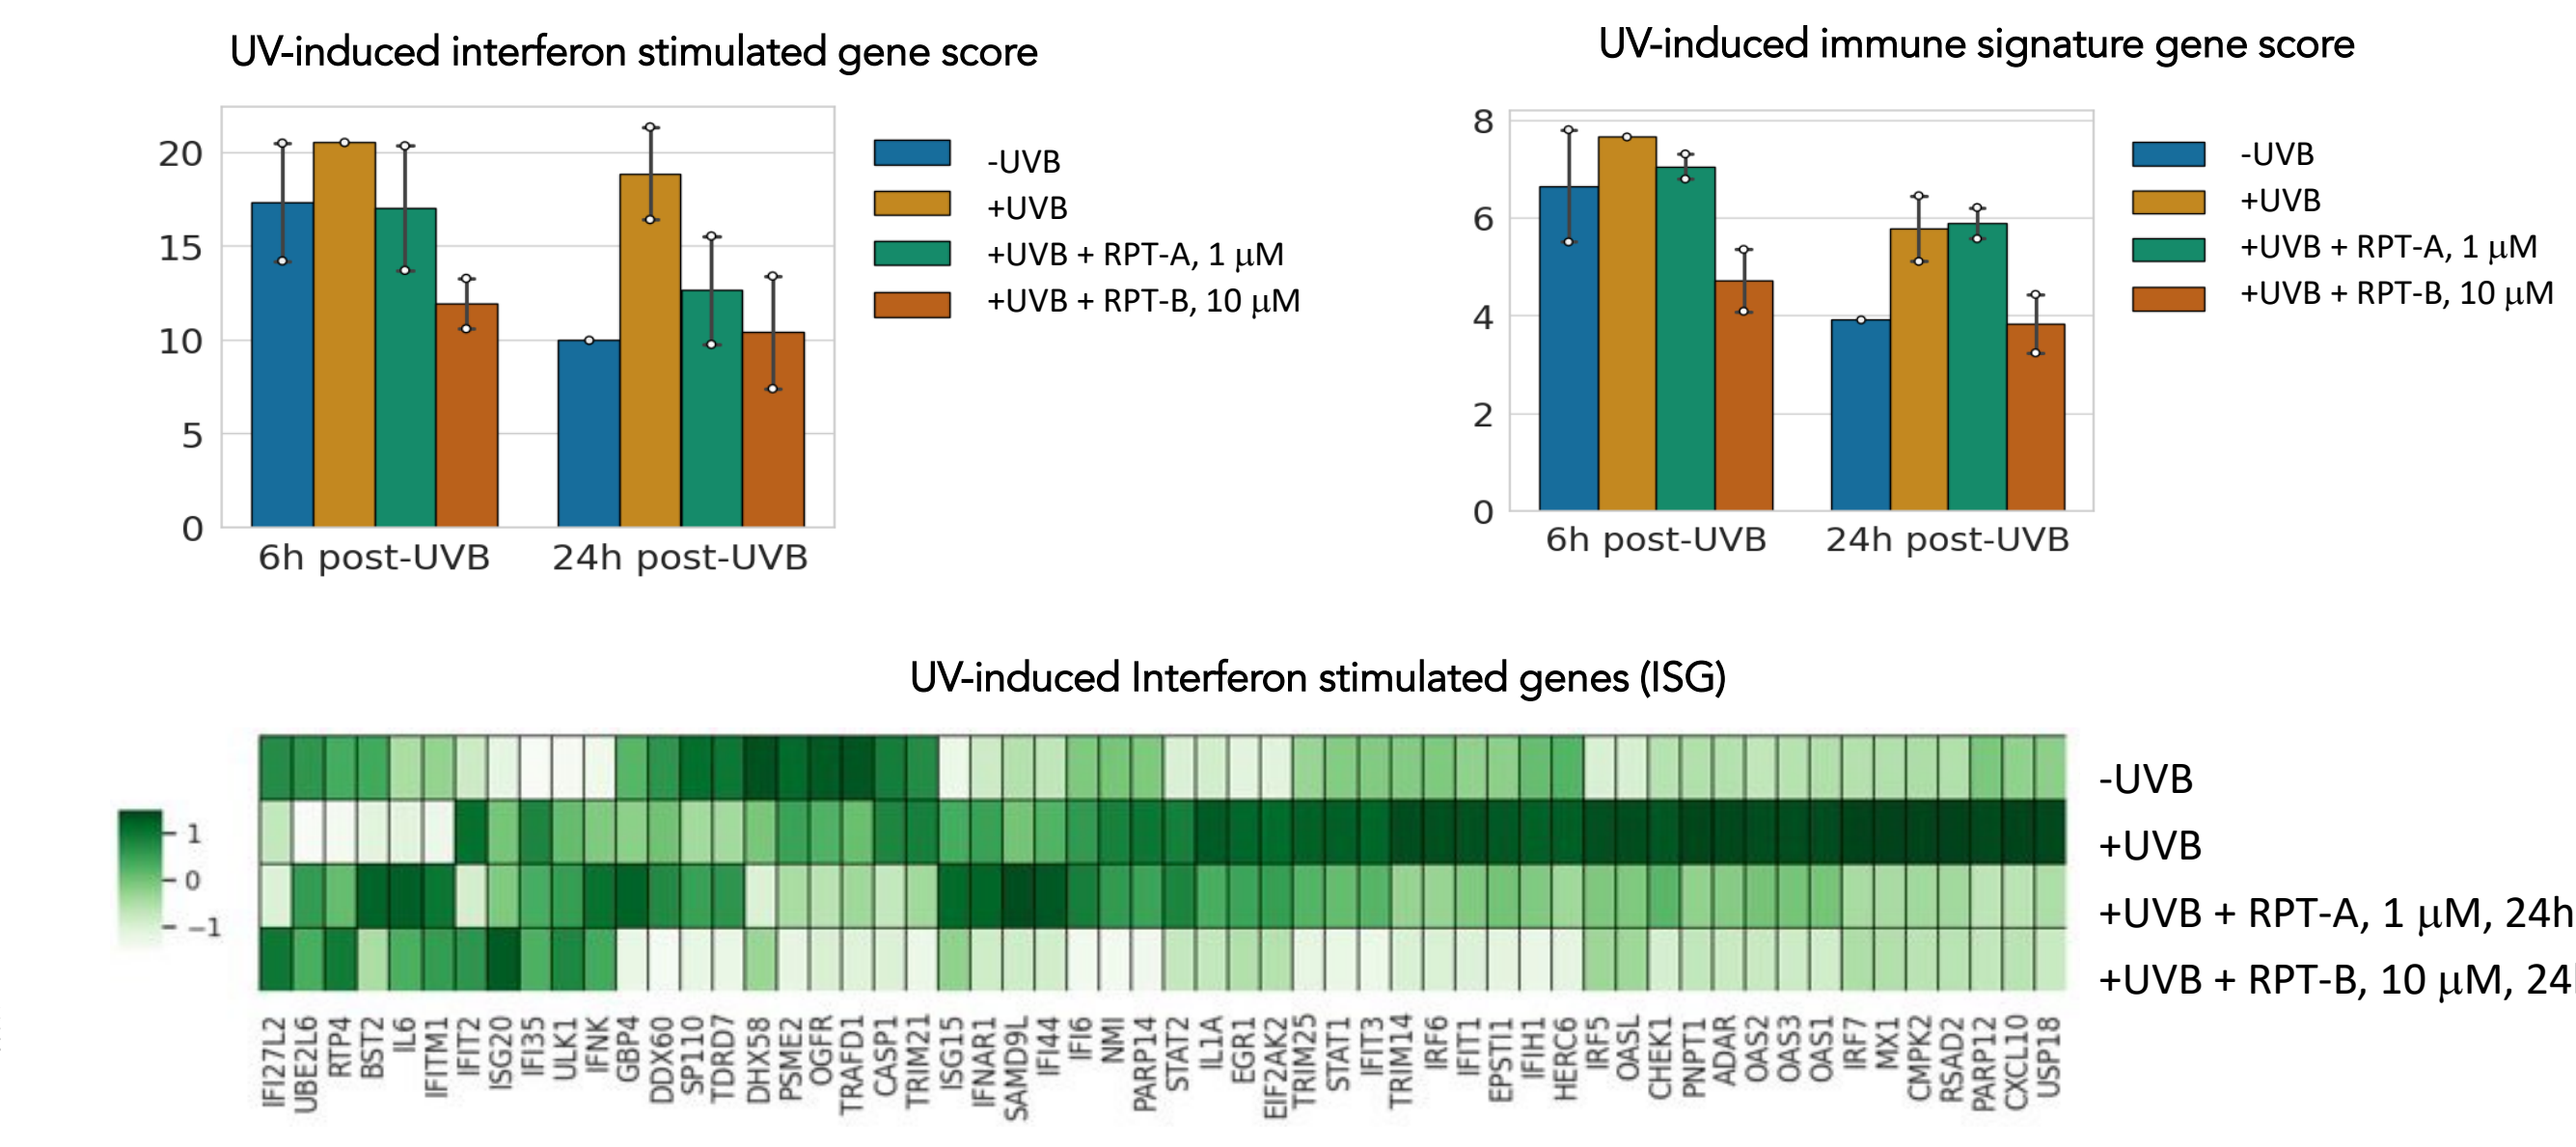 UV-induced interferon stimulated gene score
20
15
10
5
0
6h post-UVB
24h post-UVB
-UVB
+UVB
+UVB + RPT-A, 1 μM
+UVB + RPT-B, 10 μM
UV-induced immune signature gene score
8
6
4
2
0
6h post-UVB
24h post-UVB
-UVB
+UVB
+UVB + RPT-A, 1 μM
+UVB + RPT-B, 10 μM
UV-induced Interferon stimulated genes (ISG)
1
0
-1
-UVB
+UVB
+UVB + RPT-A, 1 μM, 24h
+UVB + RPT-B, 10 μM, 24
IFI27L2
UBE2L6
RTP4
BST2
IL6
IFITM1
IFIT2
ISG20
IFI35
ULK1
IFNK
GBP4
DDX60
SP110
TDRD7
DHX58
PSME2
OGFR
TRAFD1
CASP1
TRIM21
ISG15
IFNAR1
SAMD9L
IFI44
IFI6
NMI
PARP14
STAT2
IL1A
EGR1
EIF2AK2
TRIM25
STAT1
IFIT3
TRIM14
IRF6
IFIT1
EPSTI1
IFIH1
HERC6
IRF5
OASL
CHEK1
PNPT1
ADAR
OAS2
OAS3
OAS1
IRF7
MX1
CMPK2
RSAD2
PARP12
CXCL10
USP18